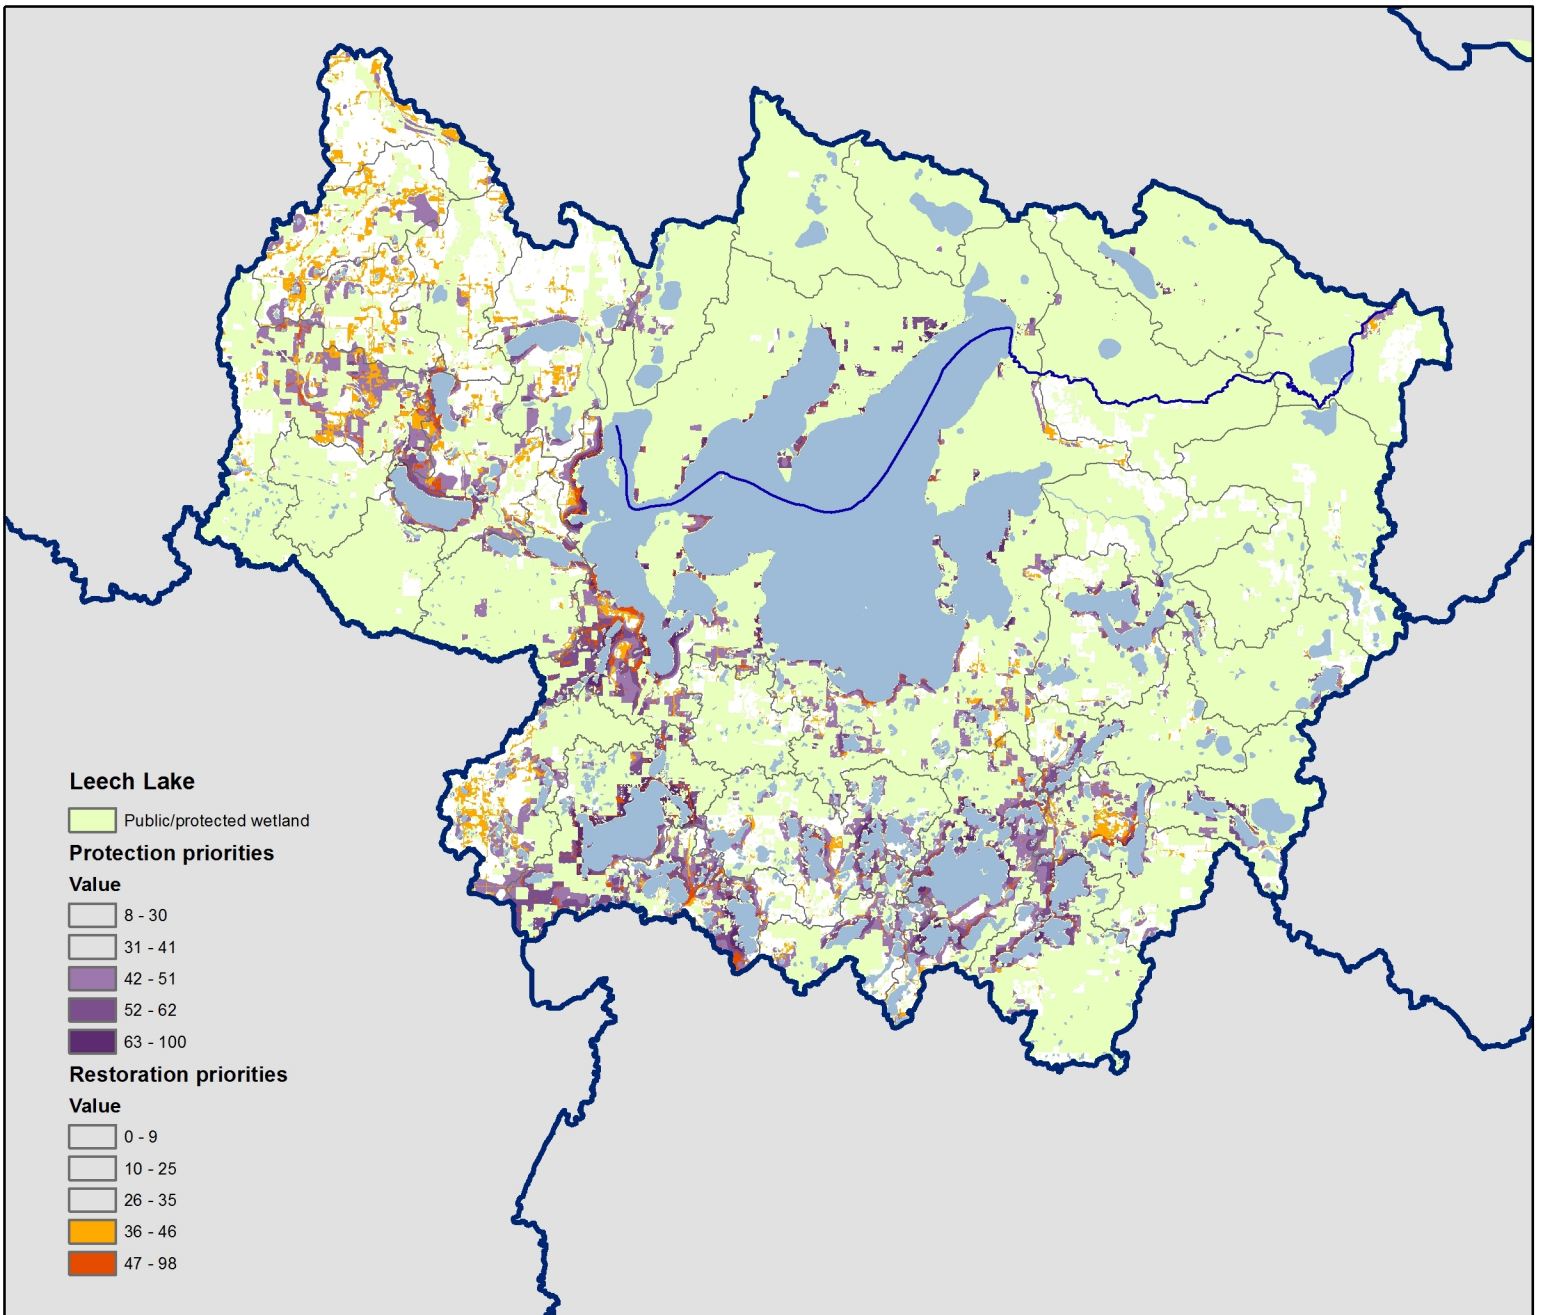 Leech Lake
Public/protected wetland
Protection priorities
Value
8 - 30
31 - 41
42 - 51
52 - 62
63 - 100
Restoration priorities
Value
0 - 9
10 - 25
26 - 35
36 - 46
47 - 98